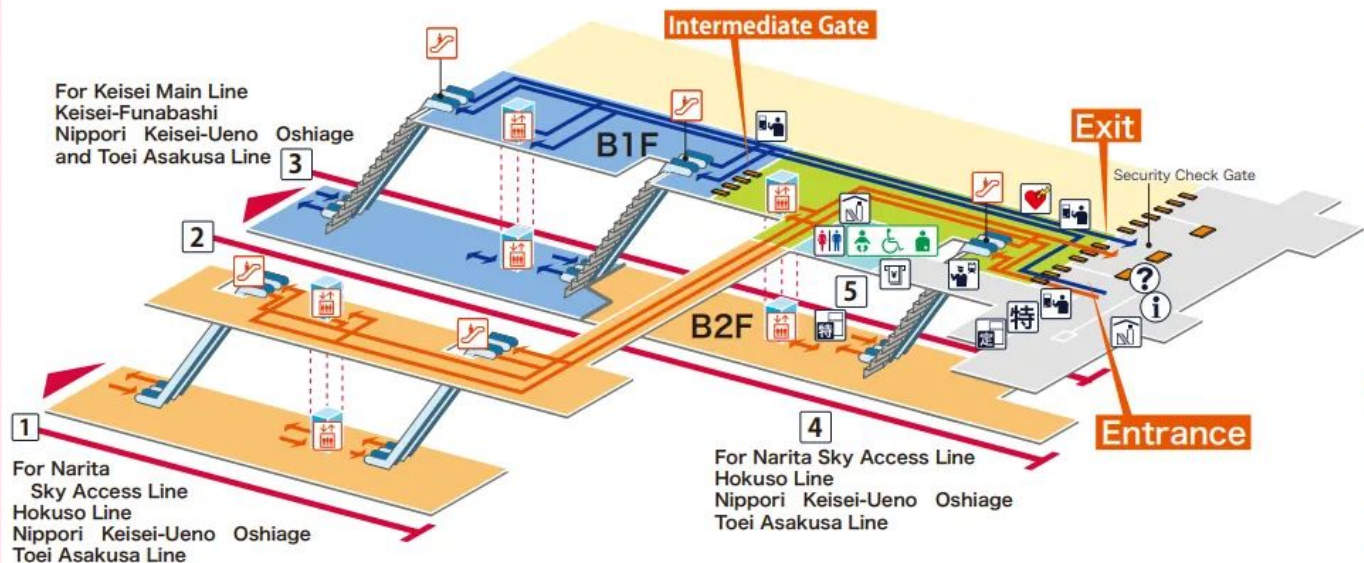 Intermediate Gate
For Keisei Main Line
Keisei-Funabashi
Nippori Keisei-Ueno Oshiage
and Toei Asakusa Line
3
B1F
Exit
Security Check Gate
2
5
特
B2F
?
i
特
定
Entrance
1
For Narita
Sky Access Line
Hokuso Line
Nippori Keisei-Ueno Oshiage
Toei Asakusa Line
4
For Narita Sky Access Line
Hokuso Line
Nippori Keisei-Ueno Oshiage
Toei Asakusa Line